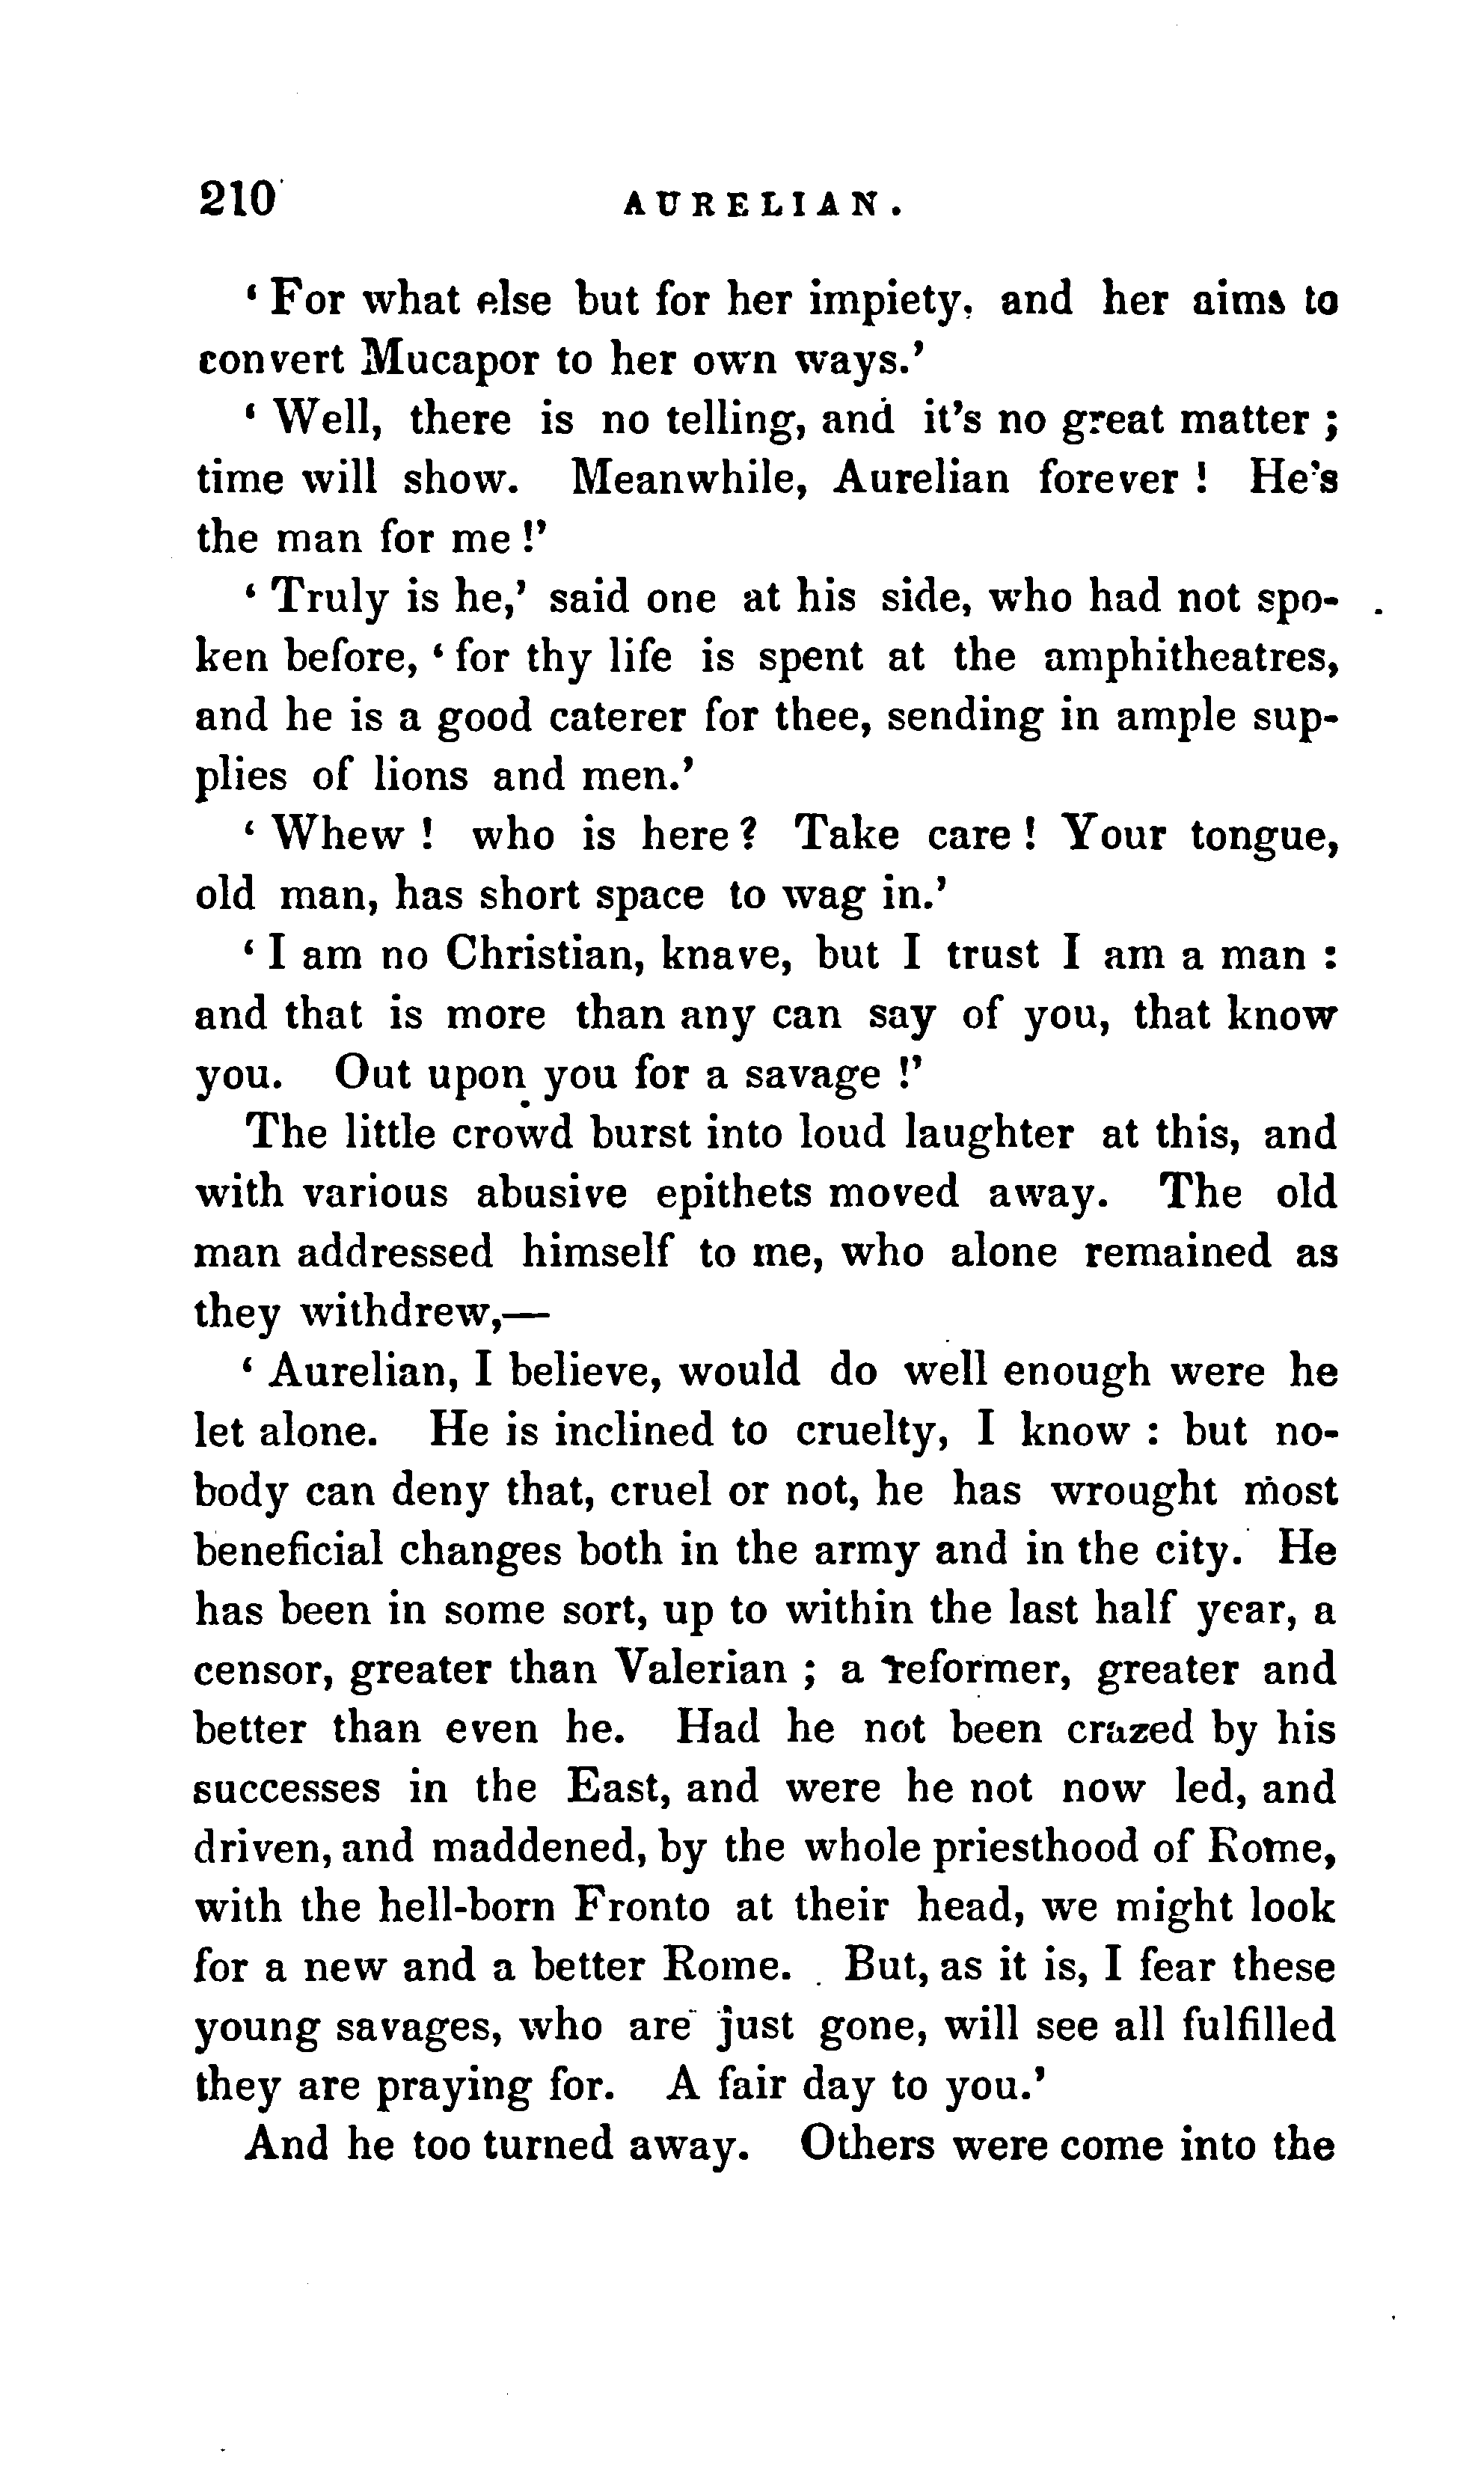 210
AURELIAN.
‘ For what else but for her impiety, and her aims to
convert Mucapor to her own ways.’
‘ Well, there is no telling, and it’s no great matter ;
time will show. Meanwhile, Aurelian forever ! He’s
the man for me !’
‘ Truly is he,’ said one at his side, who had not spo-
ken before, ‘ for thy life is spent at the amphitheatres,
and he is a good caterer for thee, sending in ample sup-
plies of lions and men.’
‘ Whew ! who is here ? Take care ! Your tongue,
old man, has short space to wag in.’
‘ I am no Christian, knave, but I trust I am a man :
and that is more than any can say of you, that know
you. Out upon you for a savage !’
The little crowd burst into loud laughter at this, and
with various abusive epithets moved away. The old
man addressed himself to me, who alone remained as
they withdrew,—
‘ Aurelian, I believe, would do well enough were he
let alone. He is inclined to cruelty, I know : but no-
body can deny that, cruel or not, he has wrought most
beneficial changes both in the army and in the city. He
has been in some sort, up to within the last half year, a
censor, greater than Valerian ; a reformer, greater and
better than even he. Had he not been crazed by his
successes in the East, and were he not now led, and
driven, and maddened, by the whole priesthood of Rome,
with the hell-born Fronto at their head, we might look
for a new and a better Rome. But, as it is, I fear these
young savages, who are just gone, will see all fulfilled
they are praying for. A fair day to you.’
And he too turned away. Others were come into the